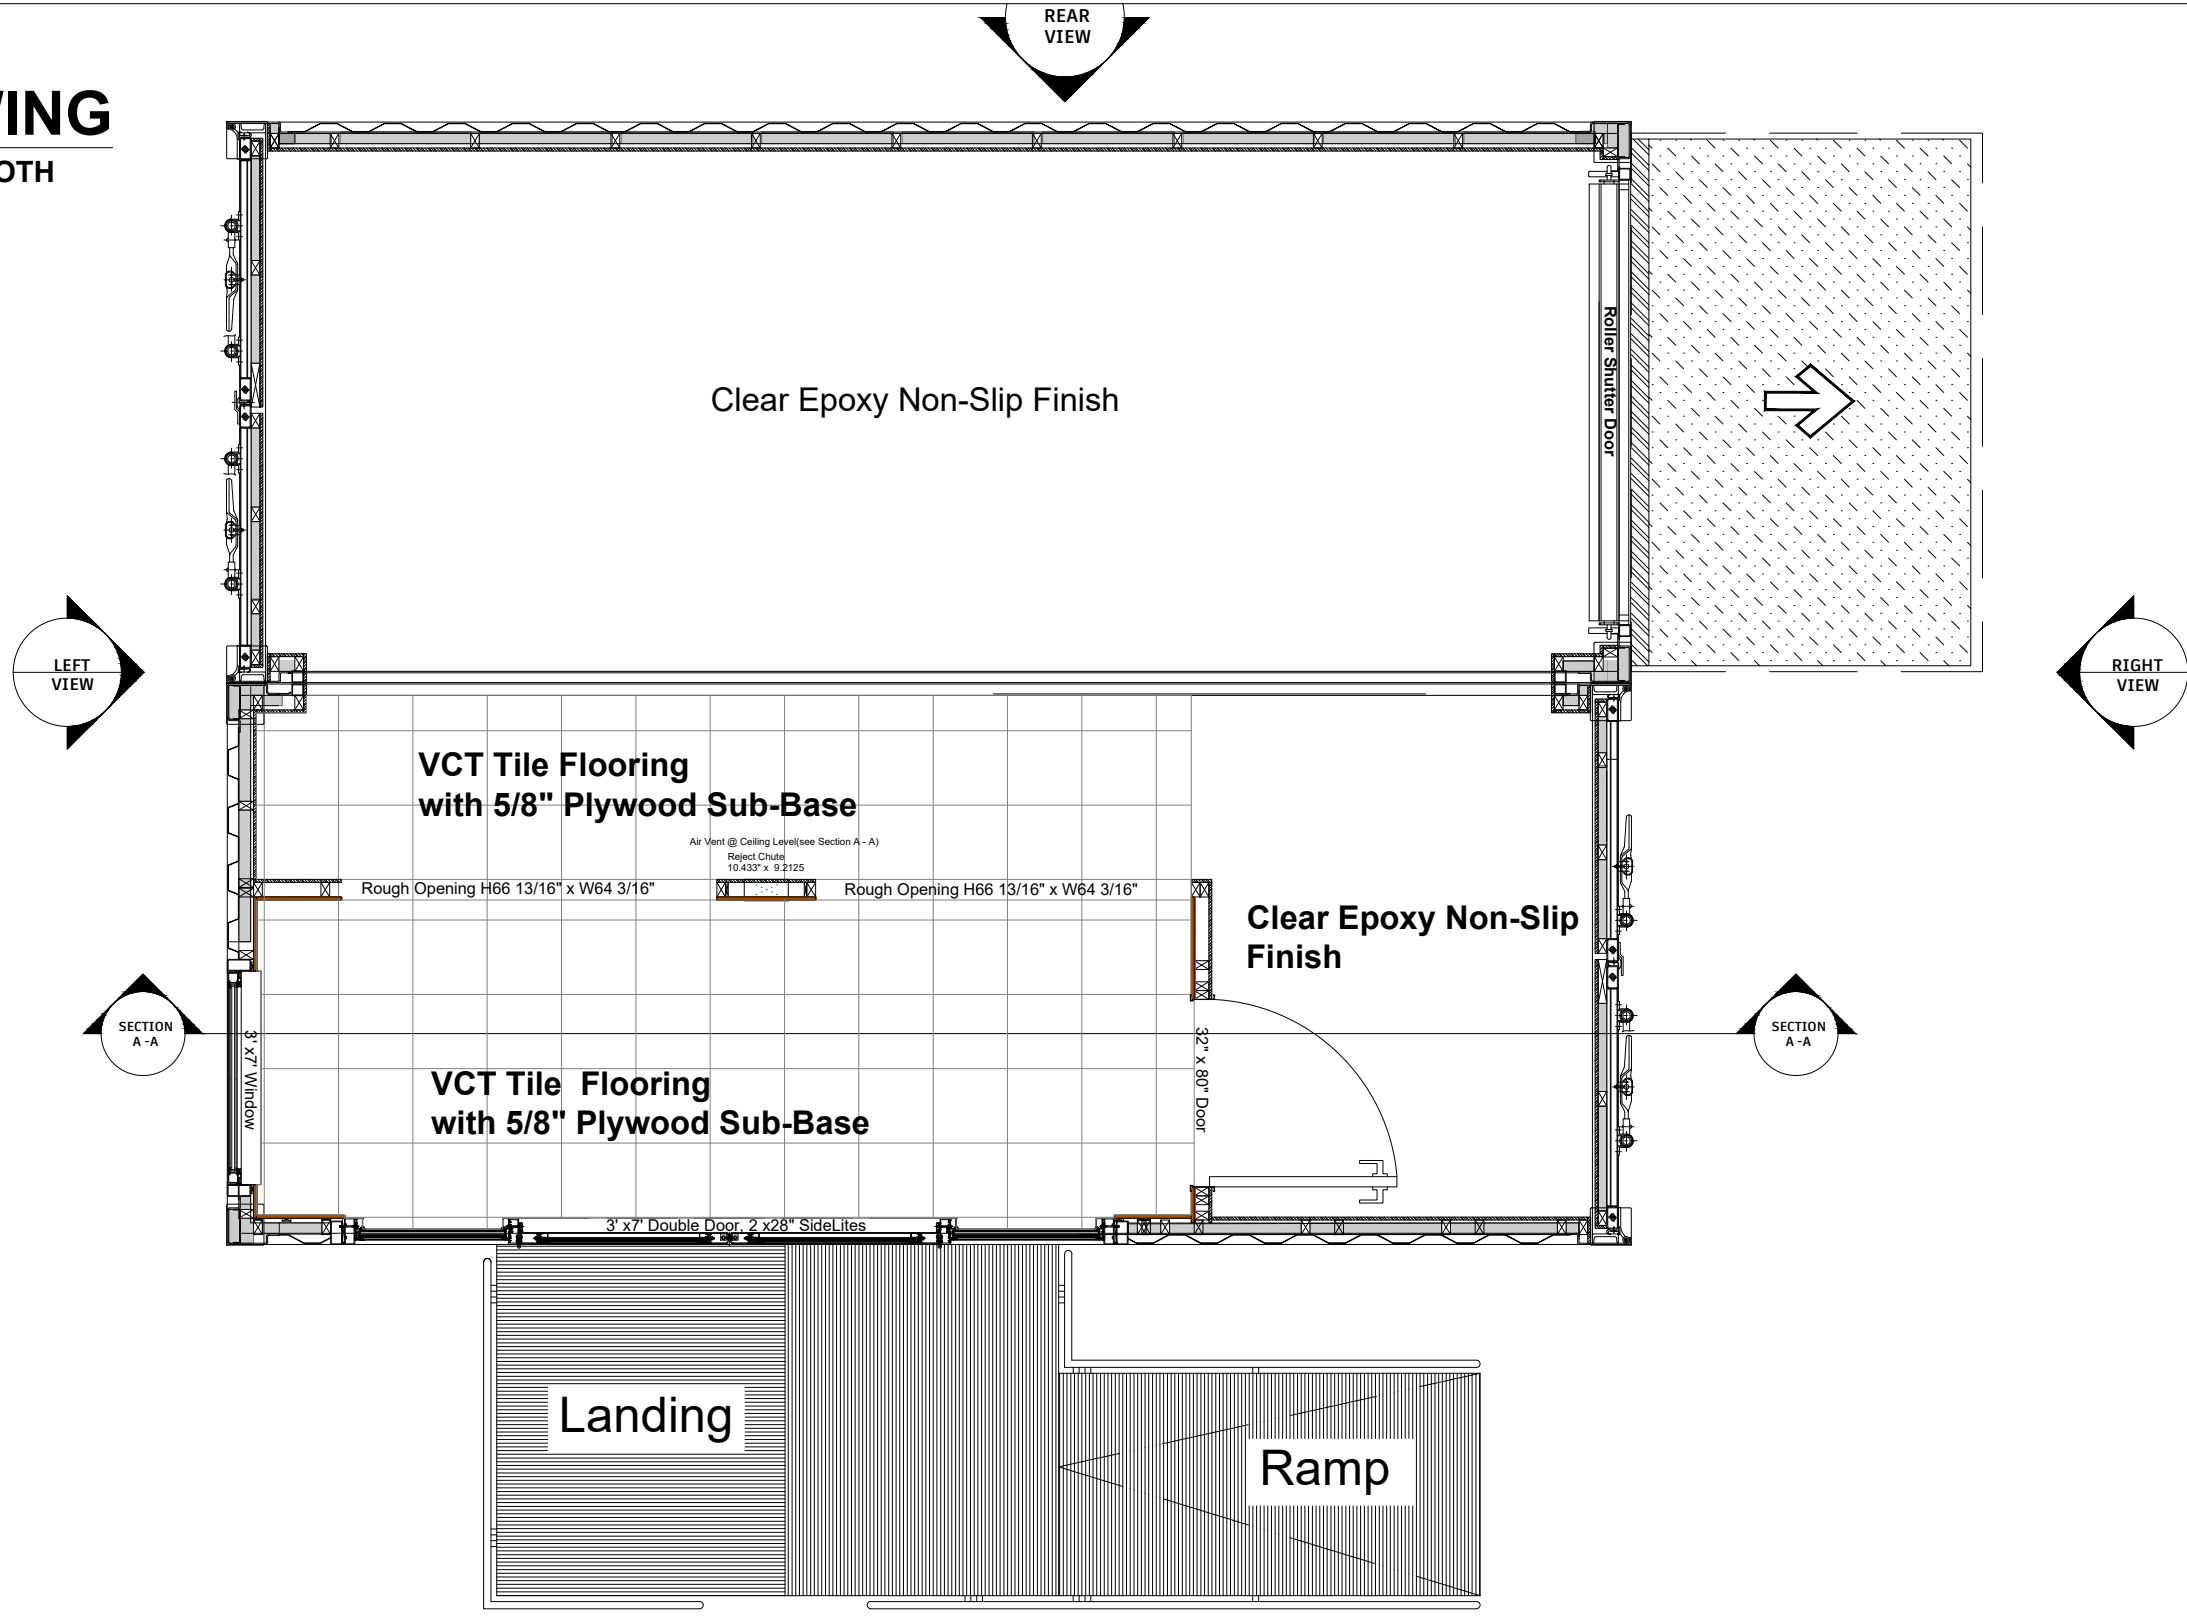 REAR
VIEW
WING
OTH
Clear Epoxy Non-Slip Finish
Roller Shutter Door
LEFT
VIEW
RIGHT
VIEW
VCT Tile Flooring
with 5/8" Plywood Sub-Base
Air Vent @ Ceiling Level(see Section A - A)
Reject Chute
10.433" x 9.2125
Rough Opening H66 13/16" x W64 3/16"
Rough Opening H66 13/16" x W64 3/16"
Clear Epoxy Non-Slip
Finish
SECTION
A -A
SECTION
A -A
3' x7' Window
32" x 80" Door
VCT Tile Flooring
with 5/8" Plywood Sub-Base
3' x7' Double Door, 2 x28" SideLites
Landing
Ramp